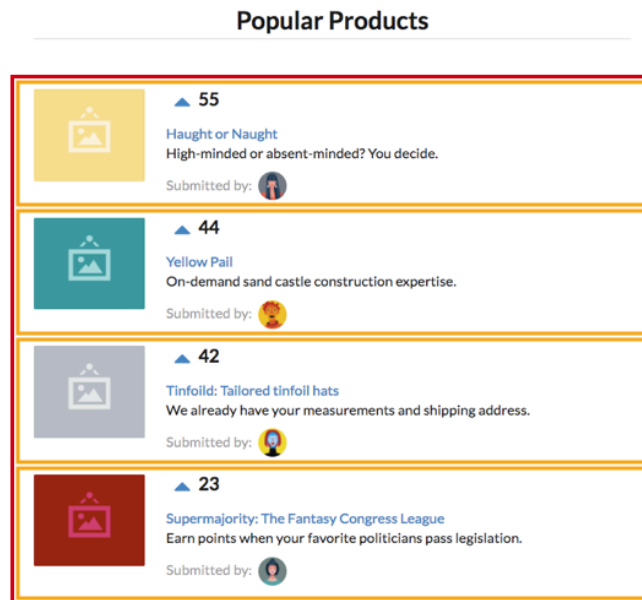 Popular Products
55
Haught or Naught
High-minded or absent-minded? You decide.
Submitted by:
44
Yellow Pail
On-demand sand castle construction expertise.
Submitted by:
42
Tinfoild: Tailored tinfoil hats
We already have your measurements and shipping address.
Submitted by:
23
Supermajority: The Fantasy Congress League
Earn points when your favorite politicians pass legislation.
Submitted by: